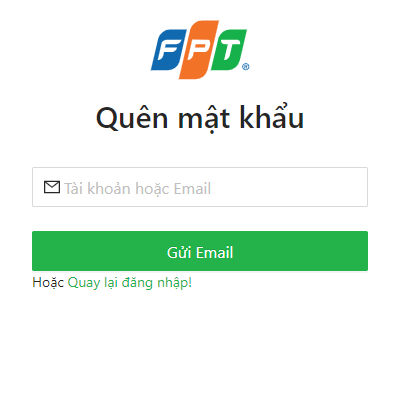 FPT®
Quên mật khẩu
Tài khoản hoặc Email
Gửi Email
Hoặc Quay lại đăng nhập!